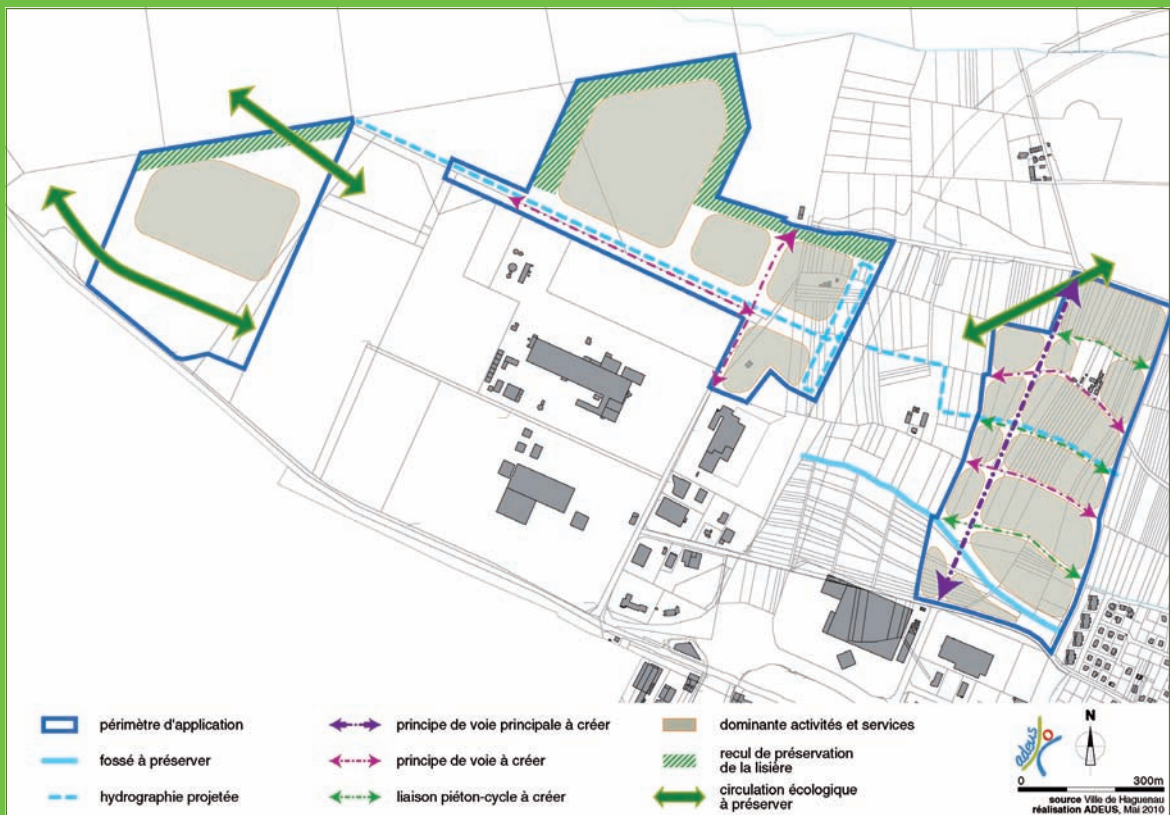 périmètre d'application
fossé à préserver
hydrographie projetée
principe de voie principale à créer
principe de voie à créer
liaison piéton-cycle à créer
dominante activités et services
recul de préservation
de la lisière
circulation écologique
à préserver
adeus
N
0 300m
source Ville de Haguenau
réalisation ADEUS, Mai 2010